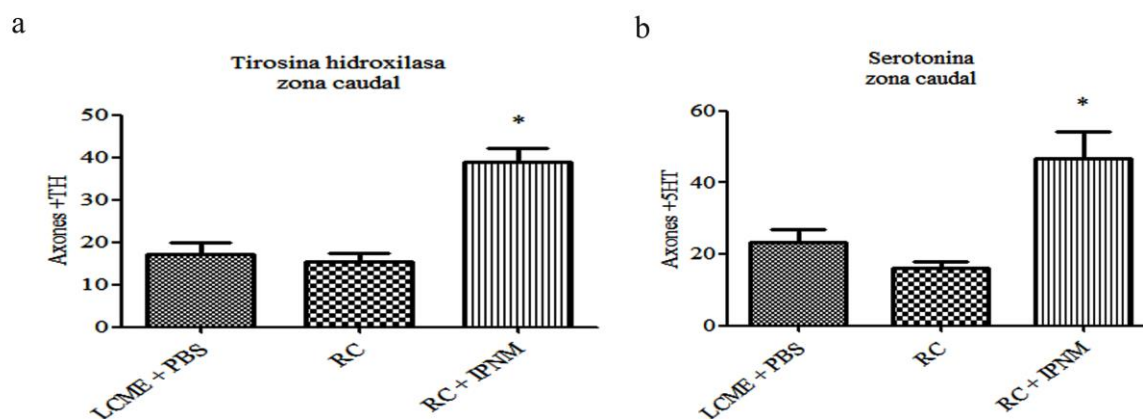 a
Tirosina hidroxilasa
zona caudal
Axones +TH
50
40
30
20
10
0
*
LCME + PBS
RC
RC + IPNM
b
Serotonina
zona caudal
Axones +5HT
60
40
20
0
*
LCME + PBS
RC
RC + IPNM